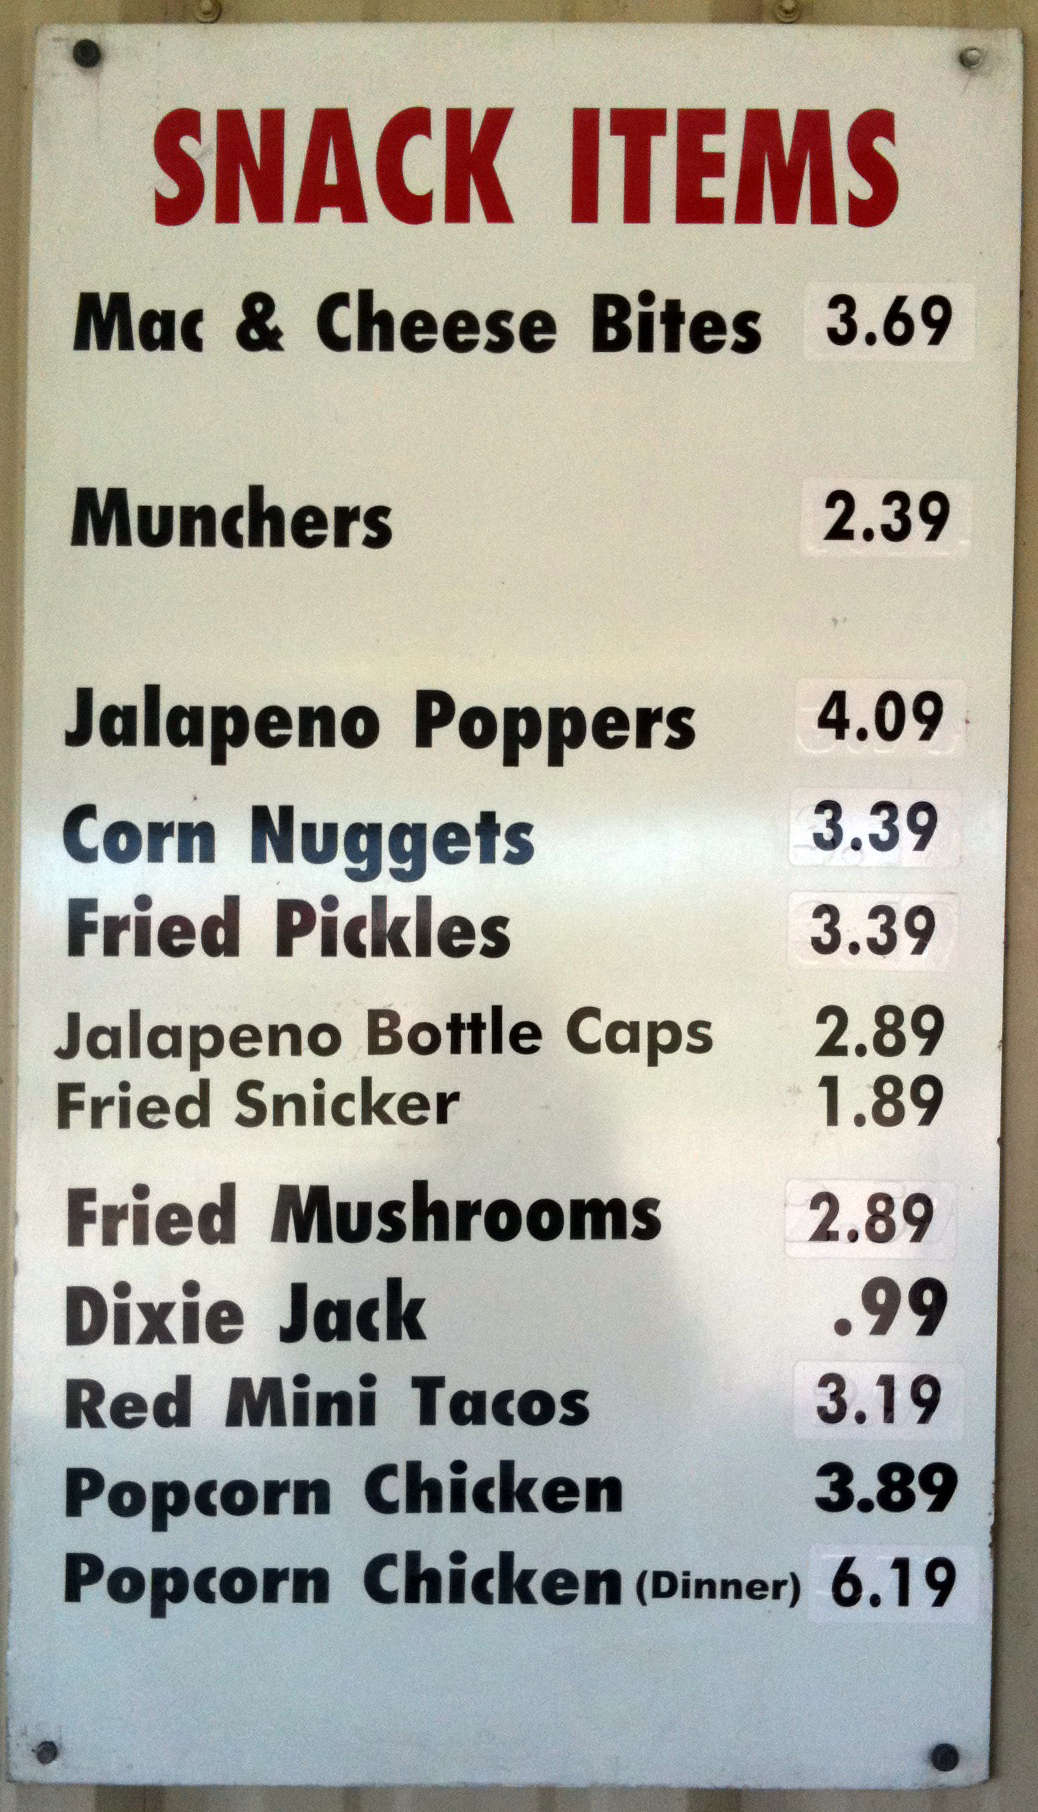 SNACK ITEMS
Mac & Cheese Bites 3.69
Munchers 2.39
Jalapeno Poppers 4.09
Corn Nuggets 3.39
Fried Pickles 3.39
Jalapeno Bottle Caps 2.89
Fried Snicker 1.89
Fried Mushrooms 2.89
Dixie Jack .99
Red Mini Tacos 3.19
Popcorn Chicken 3.89
Popcorn Chicken (Dinner) 6.19